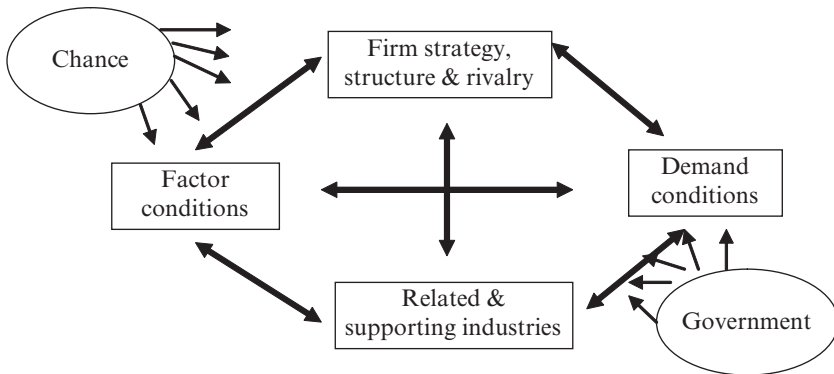 Chance
Firm strategy,
structure & rivalry
Factor
conditions
Demand
conditions
Related &
supporting industries
Government